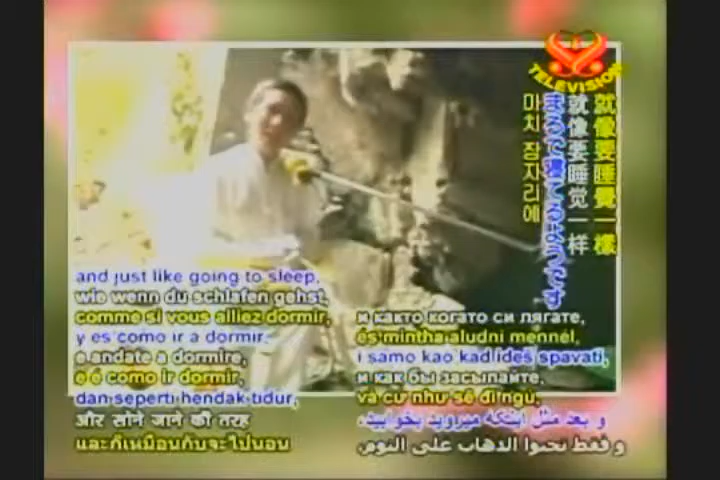 TELEVISION
就像要睡覺一樣
就像要睡觉一样
まるで寝てるようです
마치 잠자리에
and just like going to sleep,
wie wenn du schlafen gehst,
comme si vous alliez dormir,
y es como ir a dormir,
e andate a dormire,
e é como ir dormir,
dan seperti hendak tidur,
और सोने जाने की तरह
และก็เหมือนกับจะไปนอน
и както когато си лягате,
és mintha aludni mennél,
i samo kao kad ideš spavati,
и как бы засыпайте,
và cứ như sẽ đi ngủ,
و بعد مثل اینکه میروید بخوابید،
و فقط تحبوا الذهاب على النوم,